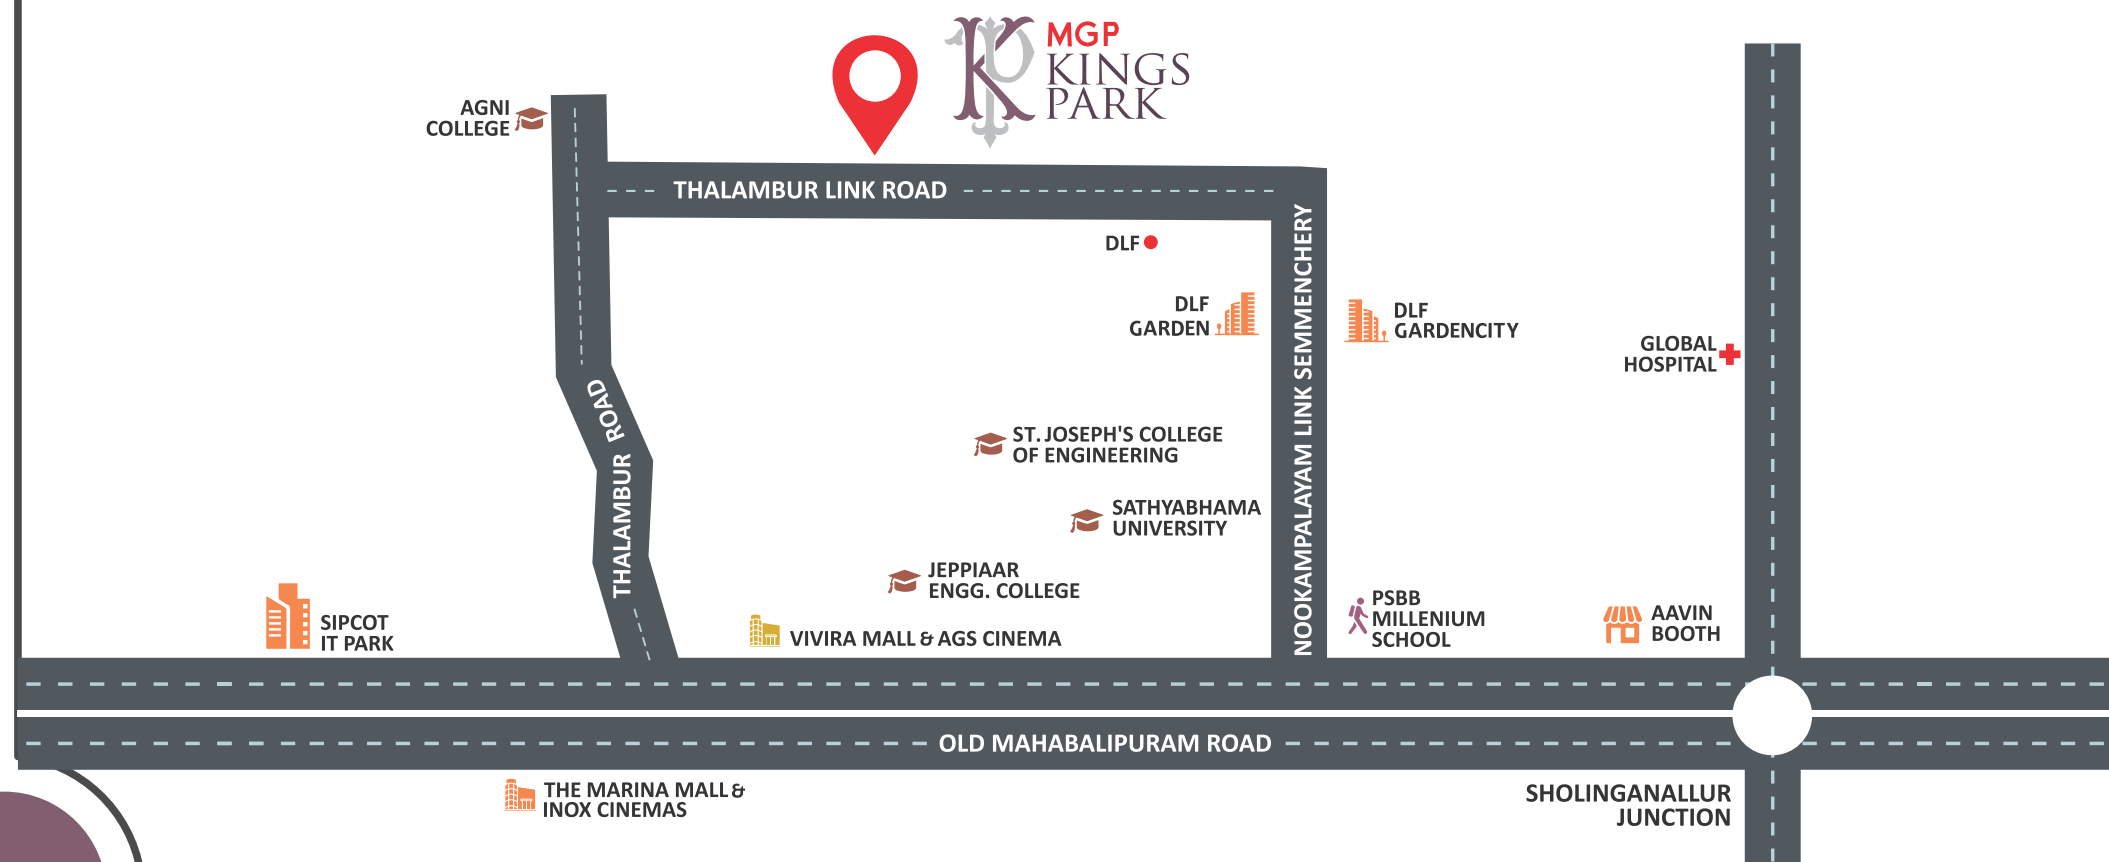 MGP
KINGS
PARK
AGNI
COLLEGE
THALAMBUR LINK ROAD
DLF
DLF
GARDEN
DLF
GARDENCITY
NOOKAMPALAYAM LINK SEMMENCHERY
GLOBAL
HOSPITAL
THALAMBUR ROAD
ST. JOSEPH'S COLLEGE
OF ENGINEERING
SATHYABHAMA
UNIVERSITY
JEPPIAAR
ENGG. COLLEGE
SIPCOT
IT PARK
VIVIRA MALL & AGS CINEMA
PSBB
MILLENIUM
SCHOOL
AAVIN
BOOTH
OLD MAHABALIPURAM ROAD
THE MARINA MALL &
INOX CINEMAS
SHOLINGANALLUR
JUNCTION